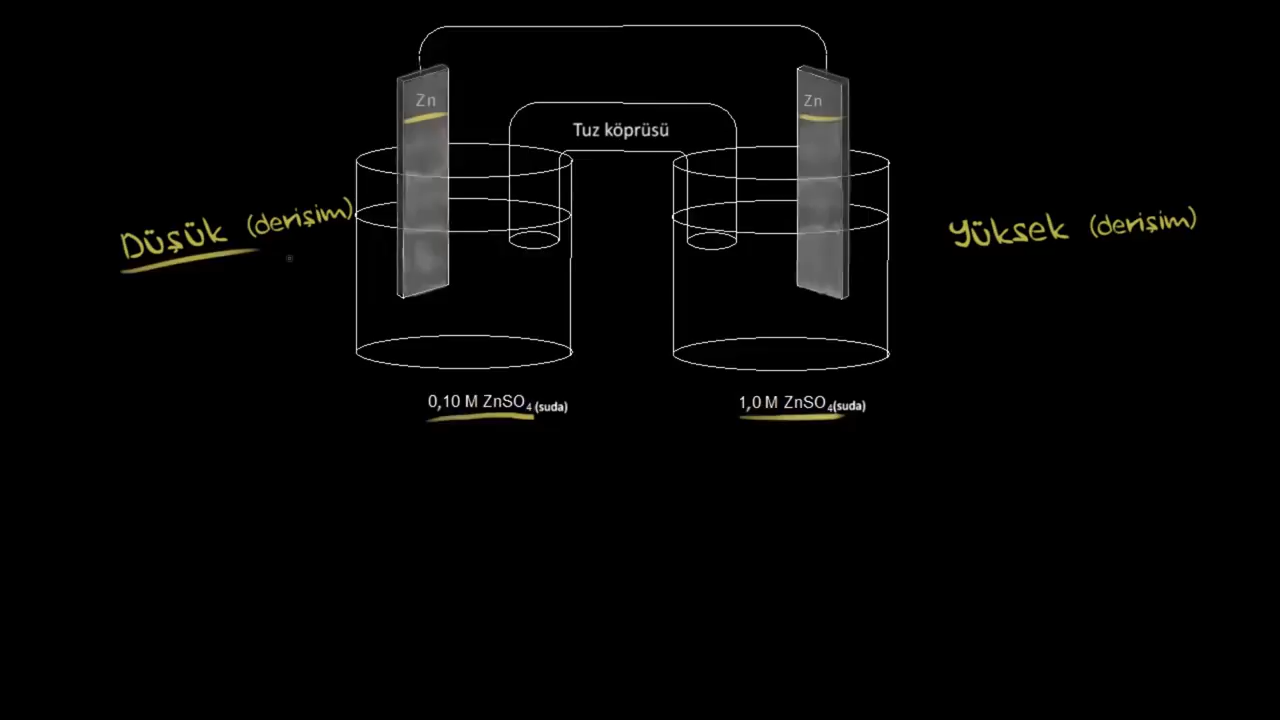 Zn
Zn
Tuz köprüsü
Düşük (derişim)
Yüksek (derişim)
0,10 M ZnSO₄ (suda)
1,0 M ZnSO₄(suda)